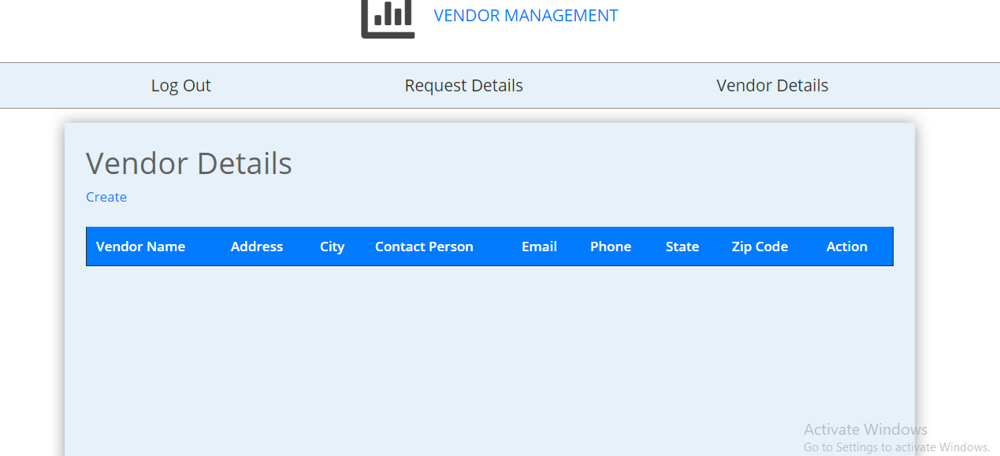 VENDOR MANAGEMENT
Log Out Request Details Vendor Details
Vendor Details
Create
Vendor Name Address City Contact Person Email Phone State Zip Code Action
Activate Windows
Go to Settings to activate Windows.